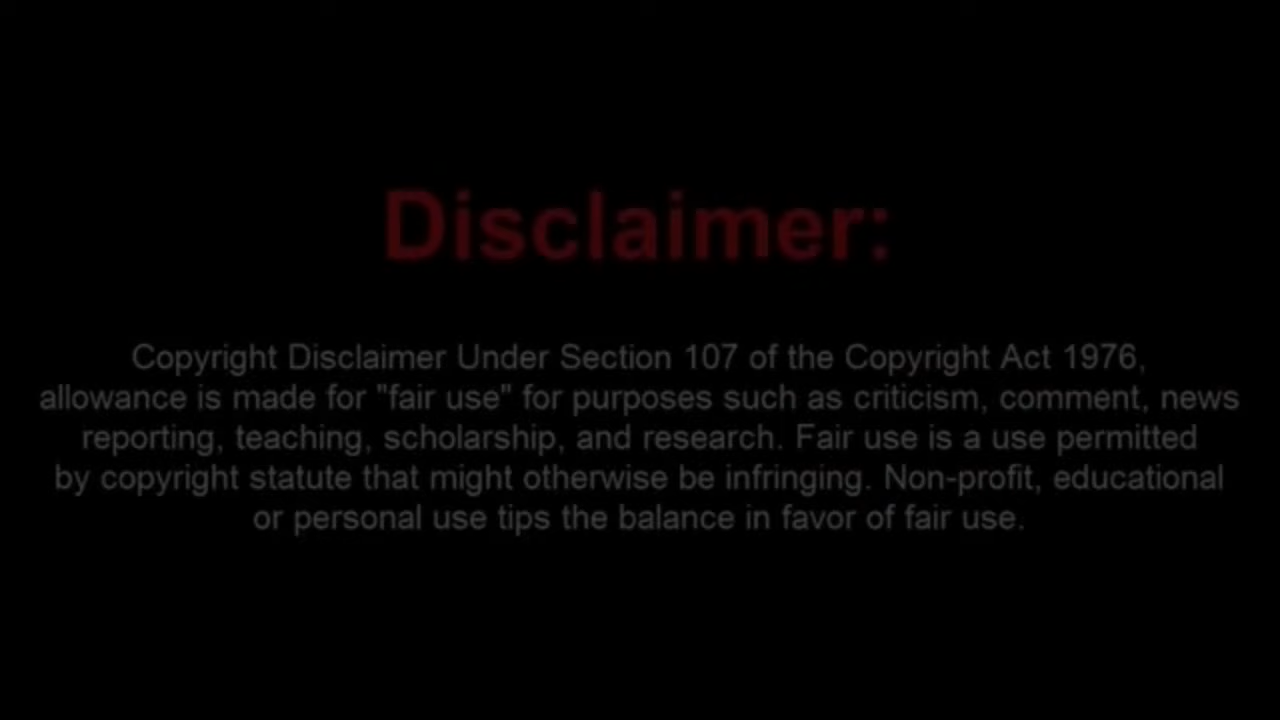 Disclaimer:
Copyright Disclaimer Under Section 107 of the Copyright Act 1976,
allowance is made for "fair use" for purposes such as criticism, comment, news
reporting, teaching, scholarship, and research. Fair use is a use permitted
by copyright statute that might otherwise be infringing. Non-profit, educational
or personal use tips the balance in favor of fair use.